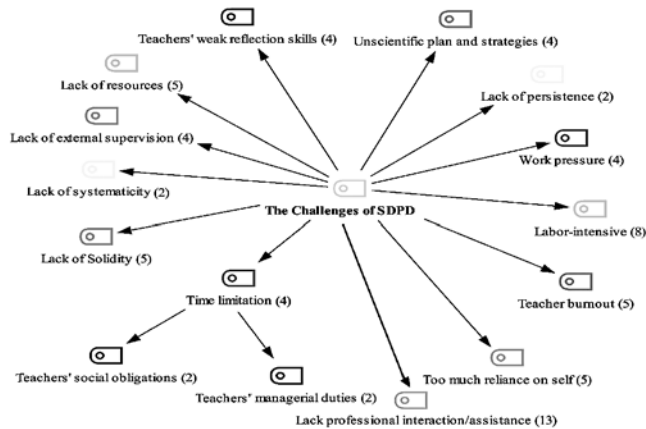 Teachers' weak reflection skills (4)
Unscientific plan and strategies (4)
Lack of resources (5)
Lack of persistence (2)
Lack of external supervision (4)
Work pressure (4)
Lack of systematicity (2)
The Challenges of SDPD
Labor-intensive (8)
Lack of Solidity (5)
Time limitation (4)
Teacher burnout (5)
Teachers' social obligations (2)
Teachers' managerial duties (2)
Too much reliance on self (5)
Lack professional interaction/assistance (13)